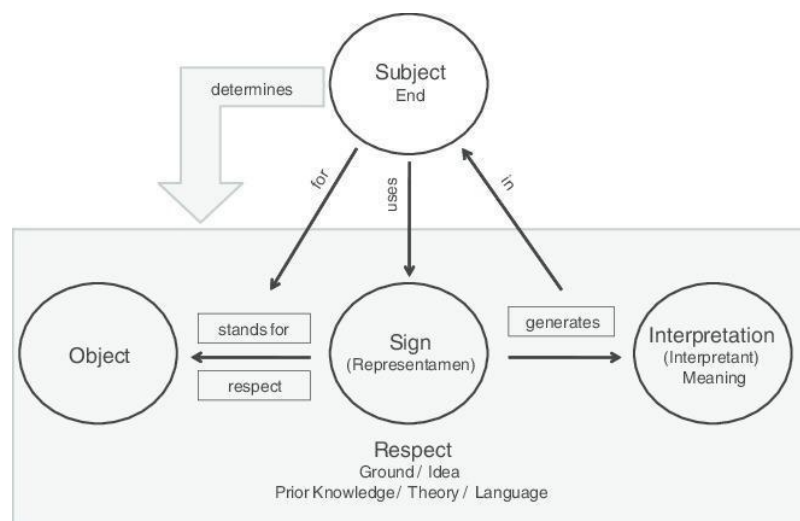 Subject
End
determines
for
uses
in
Object
stands for
respect
Sign
(Representamen)
generates
Interpretation
(Interpretant)
Meaning
Respect
Ground / Idea
Prior Knowledge / Theory / Language